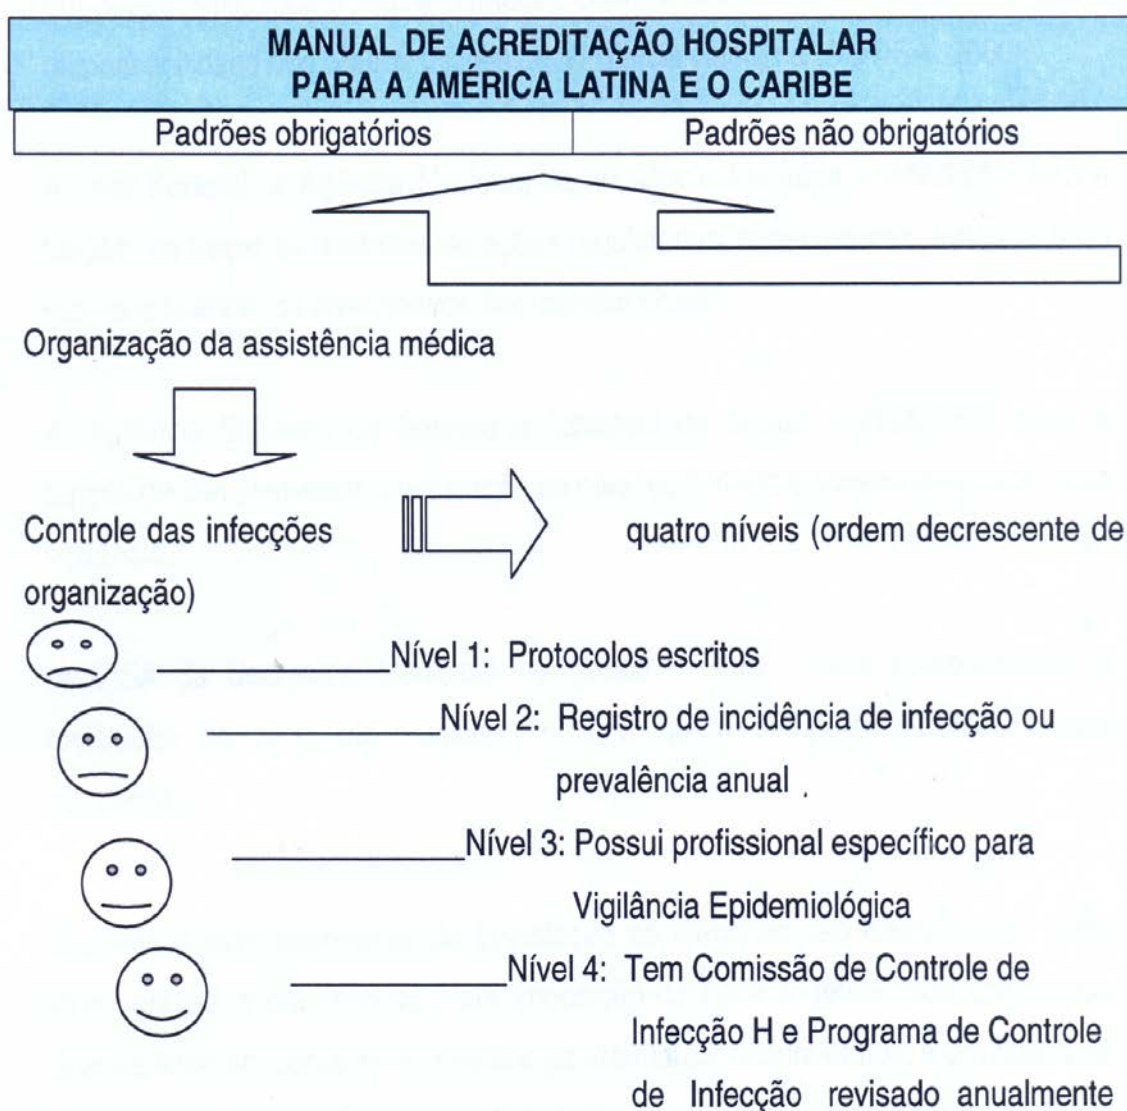 MANUAL DE ACREDITAÇÃO HOSPITALAR
PARA A AMÉRICA LATINA E O CARIBE
Padrões obrigatórios
Padrões não obrigatórios
Organização da assistência médica
Controle das infecções
quatro níveis (ordem decrescente de
organização)
Nível 1: Protocolos escritos
Nível 2: Registro de incidência de infecção ou
prevalência anual
Nível 3: Possui profissional específico para
Vigilância Epidemiológica
Nível 4: Tem Comissão de Controle de
Infecção H e Programa de Controle
de Infecção revisado anualmente